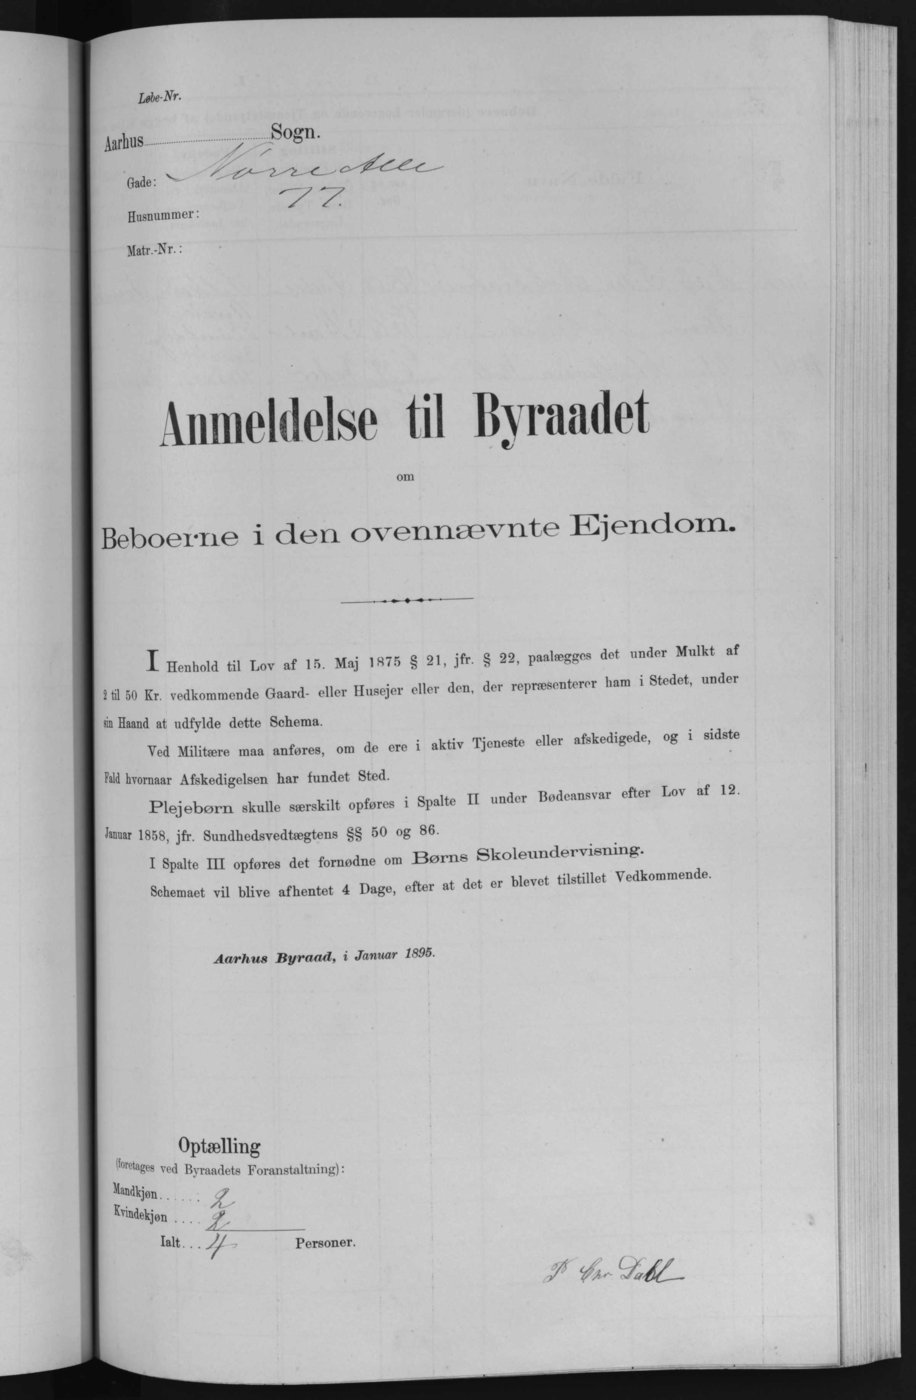 Løbe-Nr.
Aarhus Sogn.
Gade: Nörre Alle
Husnummer: 77.
Matr.-Nr.:
Anmeldelse til Byraadet
om
Beboerne i den ovennævnte Ejendom.
I Henhold til Lov af 15. Maj 1875 § 21, jfr. § 22, paalægges det under Mulkt af
2 til 50 Kr. vedkommende Gaard- eller Husejer eller den, der repræsenterer ham i Stedet, under
sin Haand at udfylde dette Schema.
Ved Militære maa anføres, om de ere i aktiv Tjeneste eller afskedigede, og i sidste
Fald hvornaar Afskedigelsen har fundet Sted.
Plejebørn skulle særskilt opføres i Spalte II under Bødeansvar efter Lov af 12.
Januar 1858, jfr. Sundhedsvedtægtens §§ 50 og 86.
I Spalte III opføres det fornødne om Børns Skoleundervisning.
Schemaet vil blive afhentet 4 Dage, efter at det er blevet tilstillet Vedkommende.
Aarhus Byraad, i Januar 1895.
Optælling
(foretages ved Byraadets Foranstaltning):
Mandkjøn...... 2
Kvindekjøn .... 2
Ialt... 4 Personer.
Chr. Dahl